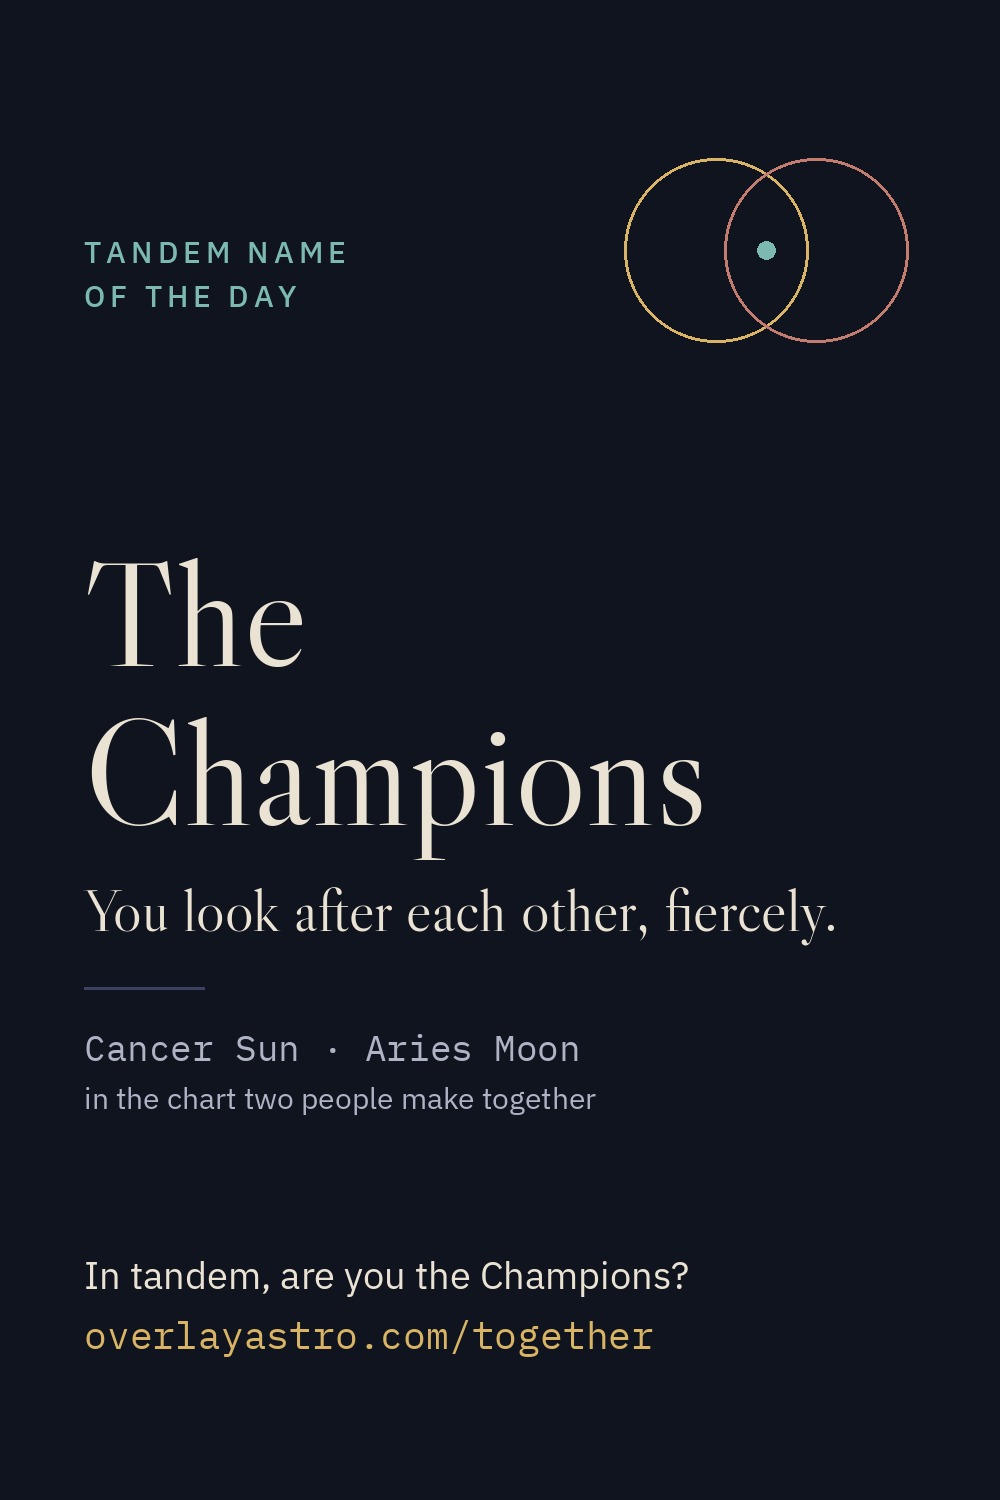 TANDEM NAME
OF THE DAY
The
Champions
You look after each other, fiercely.
Cancer Sun · Aries Moon
in the chart two people make together
In tandem, are you the Champions?
overlayastro.com/together